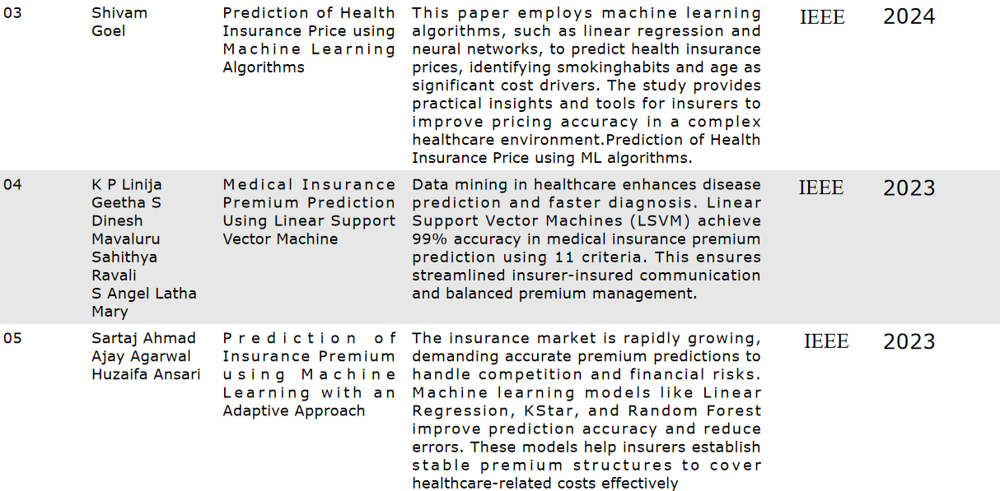 03
Shivam
Goel
Prediction of Health
Insurance Price using
Machine Learning
Algorithms
This paper employs machine learning
algorithms, such as linear regression and
neural networks, to predict health insurance
prices, identifying smokinghabits and age as
significant cost drivers. The study provides
practical insights and tools for insurers to
improve pricing accuracy in a complex
healthcare environment.Prediction of Health
Insurance Price using ML algorithms.
IEEE
2024
04
K P Linija
Geetha S
Dinesh
Mavaluru
Sahithya
Ravali
S Angel Latha
Mary
Medical Insurance
Premium Prediction
Using Linear Support
Vector Machine
Data mining in healthcare enhances disease
prediction and faster diagnosis. Linear
Support Vector Machines (LSVM) achieve
99% accuracy in medical insurance premium
prediction using 11 criteria. This ensures
streamlined insurer-insured communication
and balanced premium management.
IEEE
2023
05
Sartaj Ahmad
Ajay Agarwal
Huzaifa Ansari
Prediction of
Insurance Premium
using Machine
Learning with an
Adaptive Approach
The insurance market is rapidly growing,
demanding accurate premium predictions to
handle competition and financial risks.
Machine learning models like Linear
Regression, KStar, and Random Forest
improve prediction accuracy and reduce
errors. These models help insurers establish
stable premium structures to cover
healthcare-related costs effectively
IEEE
2023